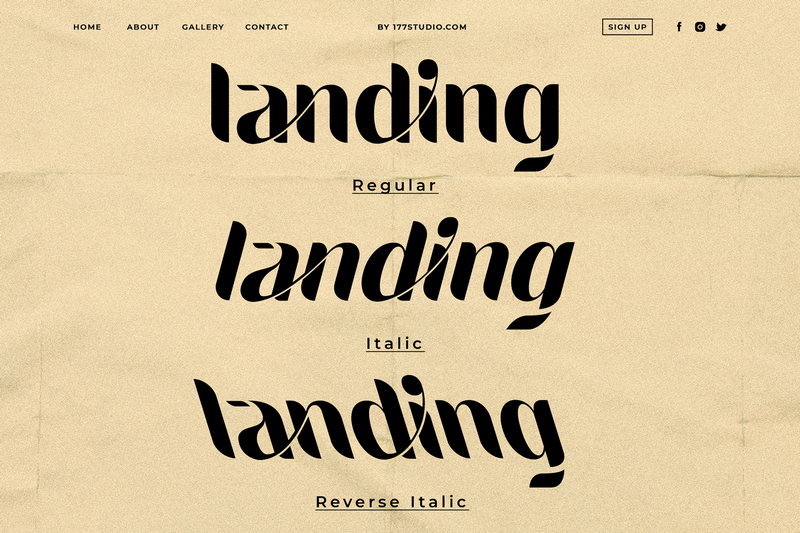 HOME ABOUT GALLERY CONTACT BY 177STUDIO.COM SIGN UP
landing
Regular
landing
Italic
landing
Reverse Italic